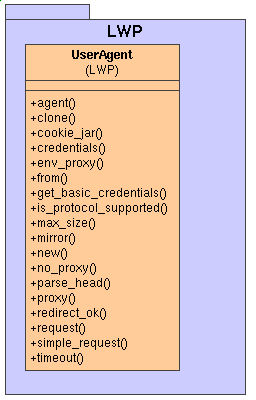 LWP
UserAgent
(LWP)
+agent()
+clone()
+cookie_jar()
+credentials()
+env_proxy()
+from()
+get_basic_credentials()
+is_protocol_supported()
+max_size()
+mirror()
+new()
+no_proxy()
+parse_head()
+proxy()
+redirect_ok()
+request()
+simple_request()
+timeout()